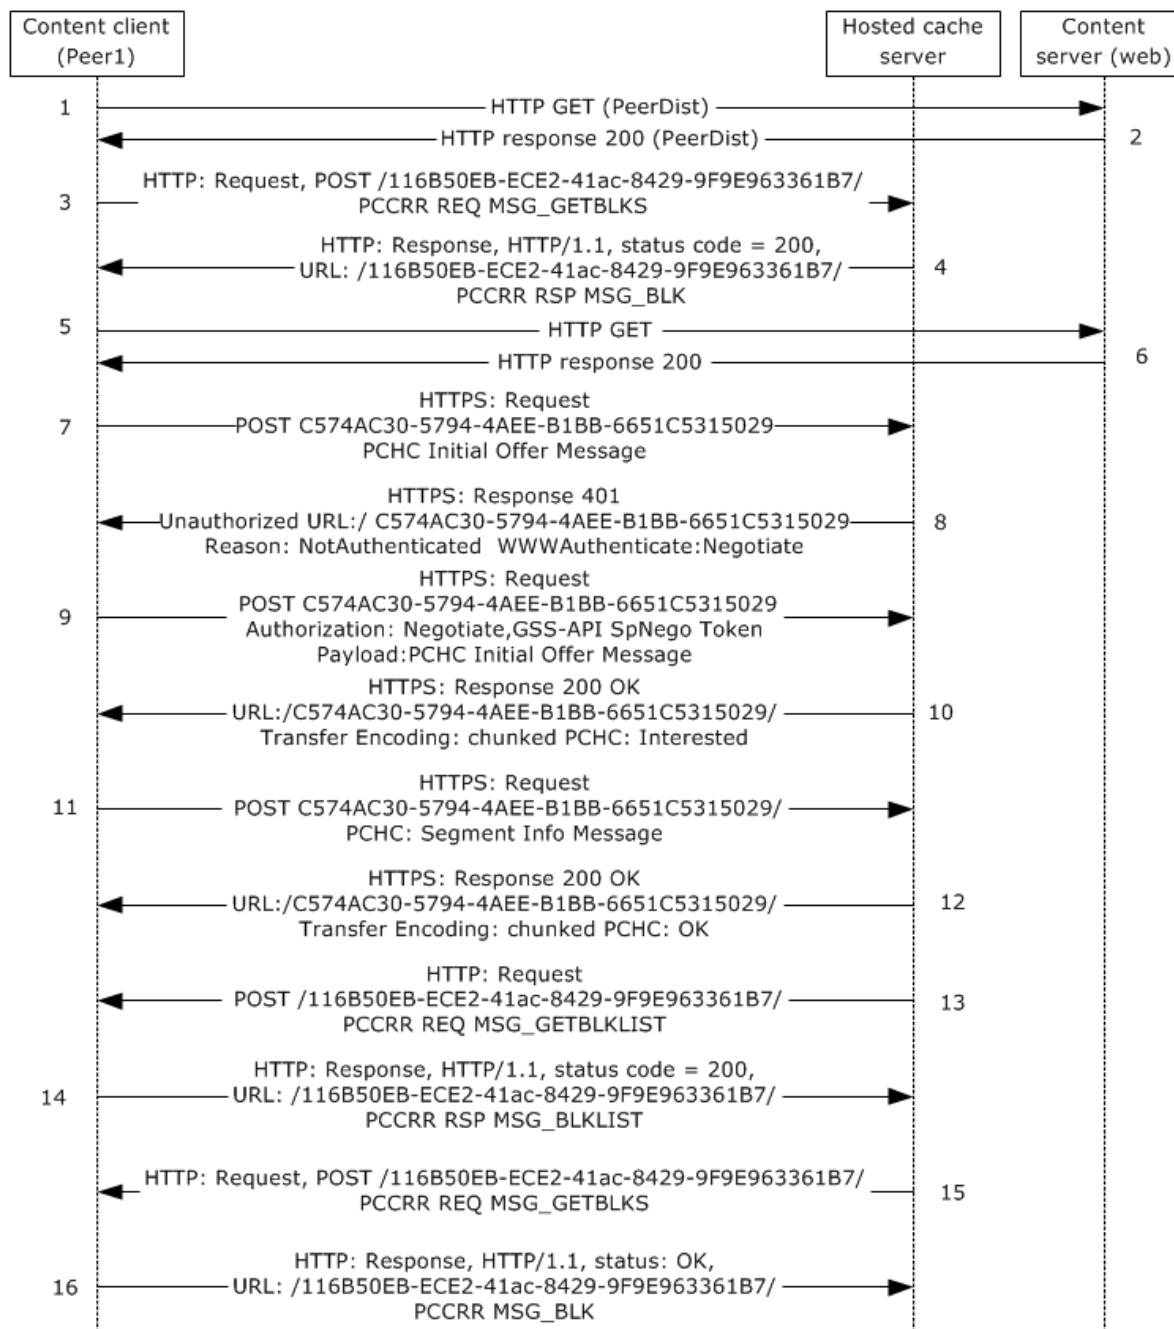 Content client
(Peer1)
Hosted cache
server
Content
server (web)
1
HTTP GET (PeerDist)
HTTP response 200 (PeerDist)
2
HTTP: Request, POST /116B50EB-ECE2-41ac-8429-9F9E963361B7/
3
PCCRR REQ MSG_GETBLKS
HTTP: Response, HTTP/1.1, status code = 200,
URL: /116B50EB-ECE2-41ac-8429-9F9E963361B7/
4
PCCRR RSP MSG_BLK
5
HTTP GET
HTTP response 200
6
HTTPS: Request
7
POST C574AC30-5794-4AEE-B1BB-6651C5315029
PCHC Initial Offer Message
HTTPS: Response 401
Unauthorized URL:/ C574AC30-5794-4AEE-B1BB-6651C5315029
8
Reason: NotAuthenticated WWWAuthenticate:Negotiate
HTTPS: Request
POST C574AC30-5794-4AEE-B1BB-6651C5315029
9
Authorization: Negotiate,GSS-API SpNego Token
Payload:PCHC Initial Offer Message
HTTPS: Response 200 OK
URL:/C574AC30-5794-4AEE-B1BB-6651C5315029/
10
Transfer Encoding: chunked PCHC: Interested
HTTPS: Request
11
POST C574AC30-5794-4AEE-B1BB-6651C5315029/
PCHC: Segment Info Message
HTTPS: Response 200 OK
URL:/C574AC30-5794-4AEE-B1BB-6651C5315029/
12
Transfer Encoding: chunked PCHC: OK
HTTP: Request
POST /116B50EB-ECE2-41ac-8429-9F9E963361B7/
13
PCCRR REQ MSG_GETBLKLIST
HTTP: Response, HTTP/1.1, status code = 200,
14
URL: /116B50EB-ECE2-41ac-8429-9F9E963361B7/
PCCRR RSP MSG_BLKLIST
HTTP: Request, POST /116B50EB-ECE2-41ac-8429-9F9E963361B7/
15
PCCRR REQ MSG_GETBLKS
HTTP: Response, HTTP/1.1, status: OK,
16
URL: /116B50EB-ECE2-41ac-8429-9F9E963361B7/
PCCRR MSG_BLK